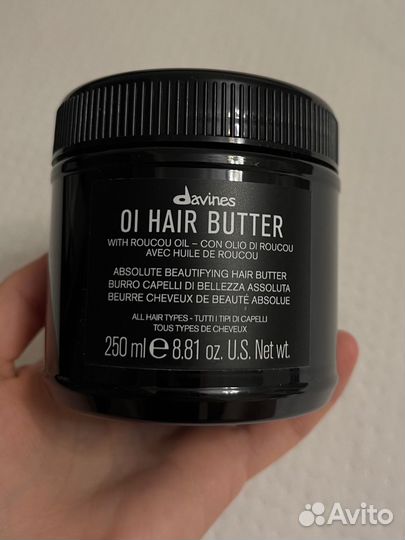 davines
OI HAIR BUTTER
WITH ROUCOU OIL – CON OLIO DI ROUCOU
AVEC HUILE DE ROUCOU
ABSOLUTE BEAUTIFYING HAIR BUTTER
BURRO CAPELLI DI BELLEZZA ASSOLUTA
BEURRE CHEVEUX DE BEAUTÉ ABSOLUE
ALL HAIR TYPES - TUTTI I TIPI DI CAPELLI
TOUS TYPES DE CHEVEUX
250 ml ℮ 8.81 oz. U.S. Net wt.
Avito